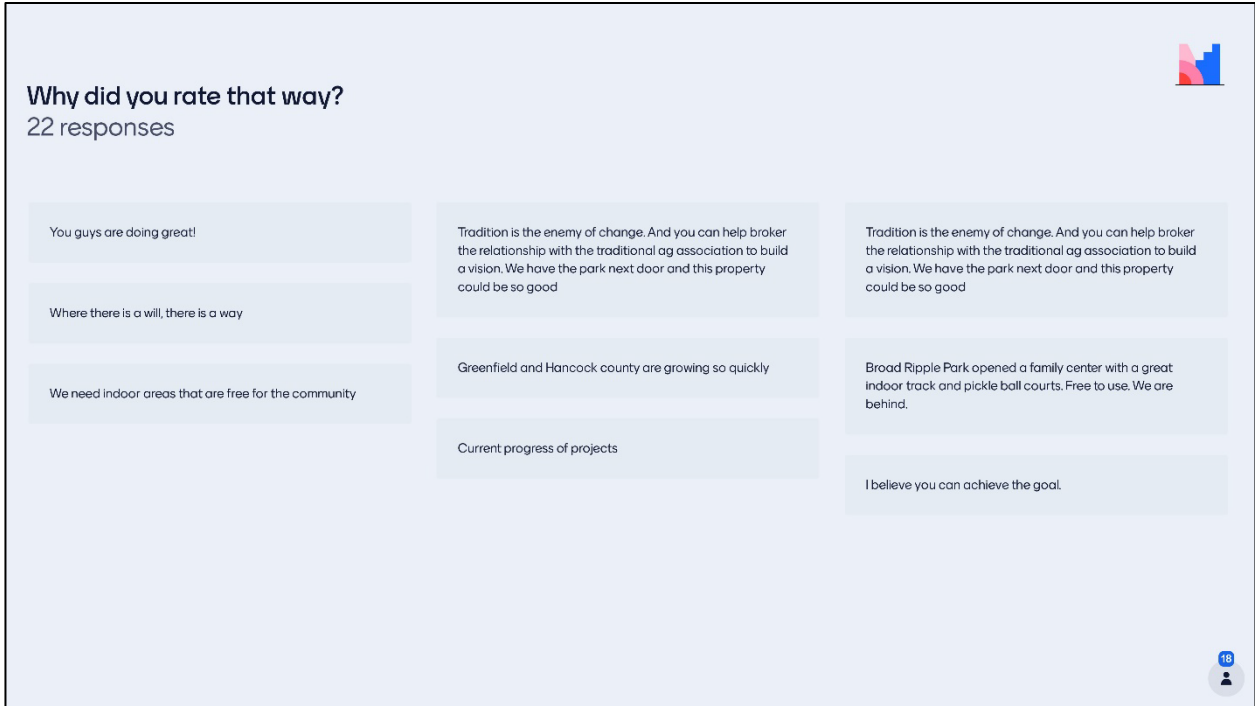 Why did you rate that way?
22 responses
You guys are doing great!
Where there is a will, there is a way
We need indoor areas that are free for the community
Tradition is the enemy of change. And you can help broker
the relationship with the traditional ag association to build
a vision. We have the park next door and this property
could be so good
Greenfield and Hancock county are growing so quickly
Current progress of projects
Tradition is the enemy of change. And you can help broker
the relationship with the traditional ag association to build
a vision. We have the park next door and this property
could be so good
Broad Ripple Park opened a family center with a great
indoor track and pickle ball courts. Free to use. We are
behind.
I believe you can achieve the goal.
18